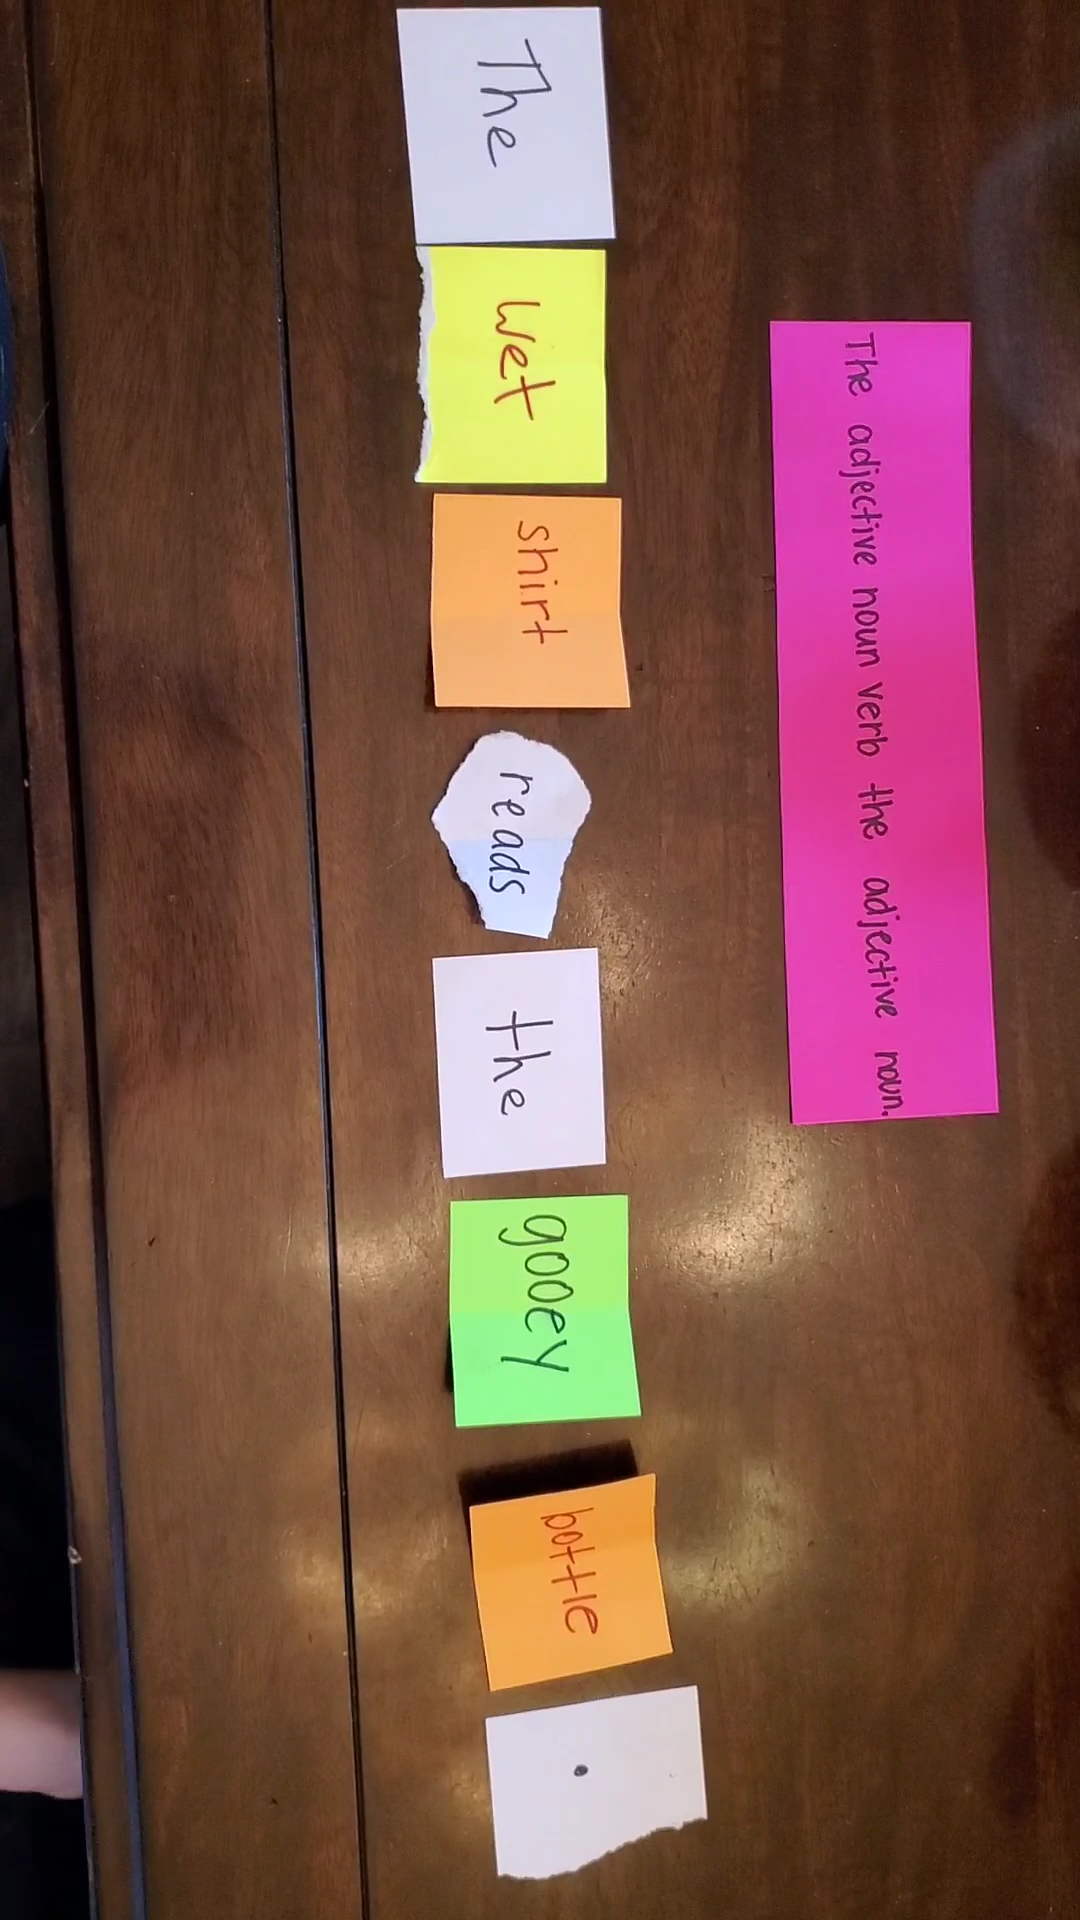 The adjective noun verb the adjective noun.
The wet shirt reads the gooey bottle .